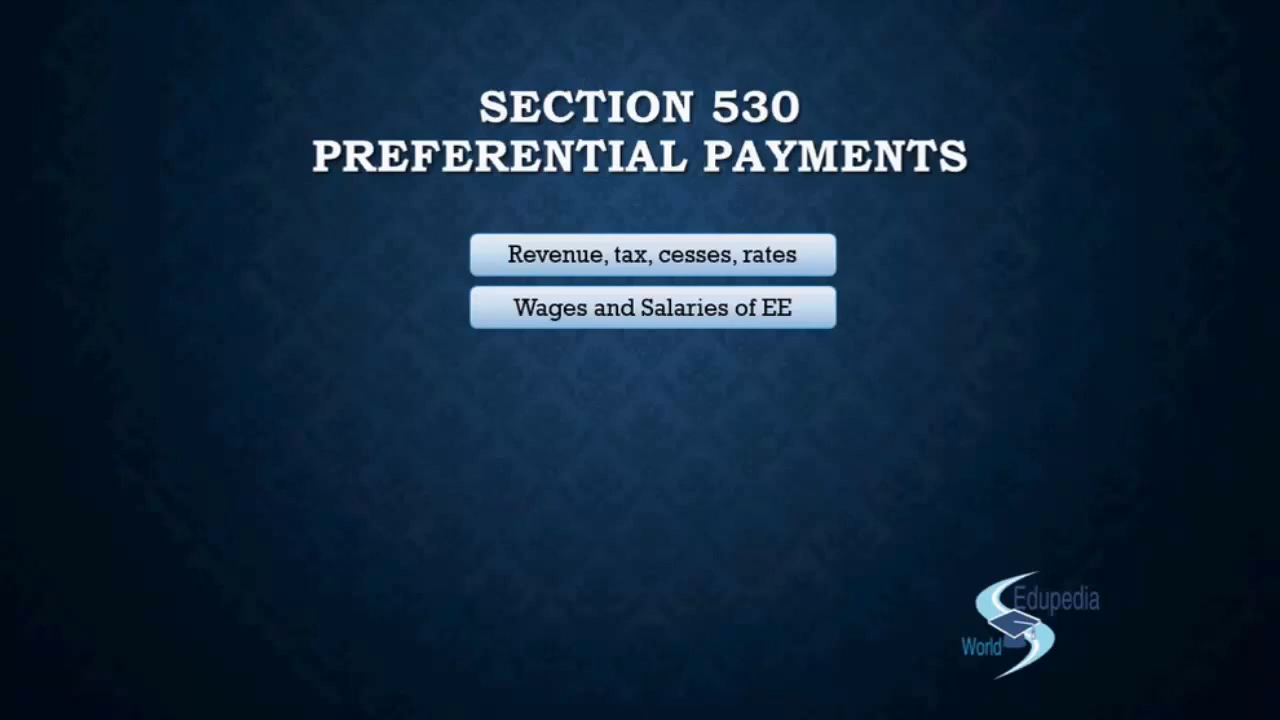 SECTION 530
PREFERENTIAL PAYMENTS
Revenue, tax, cesses, rates
Wages and Salaries of EE
Edupedia
World